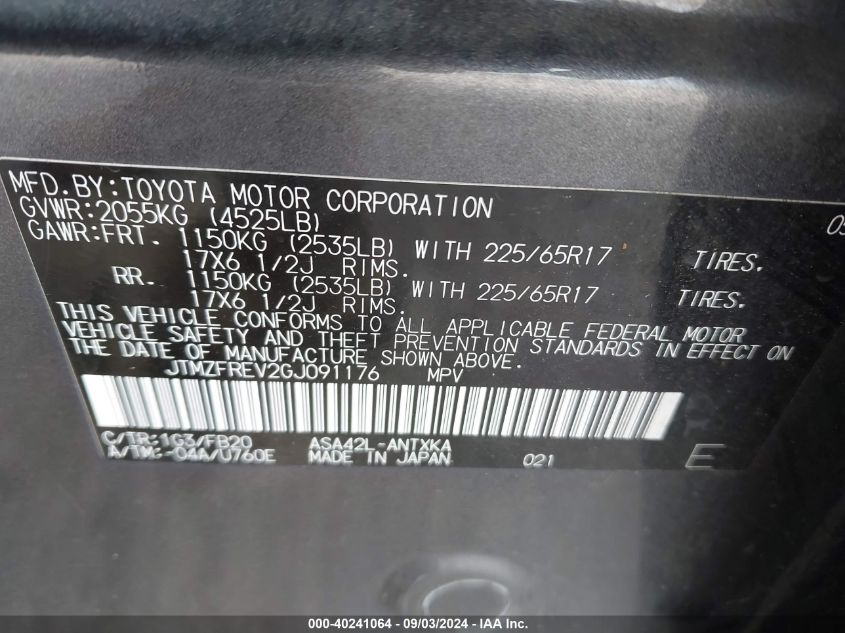 MFD. BY: TOYOTA MOTOR CORPORATION
GVWR: 2055KG (4525LB)
GAWR: FRT. 1150KG (2535LB) WITH 225/65R17 TIRES.
17X6 1/2J RIMS.
RR. 1150KG (2535LB) WITH 225/65R17 TIRES.
17X6 1/2J RIMS.
THIS VEHICLE CONFORMS TO ALL APPLICABLE FEDERAL MOTOR
VEHICLE SAFETY AND THEFT PREVENTION STANDARDS IN EFFECT ON
THE DATE OF MANUFACTURE SHOWN ABOVE.
JTMZFREV2GJ091176 MPV
C/TR: 1G3/FB20 ASA42L-ANTXKA
A/TM: -04A/U760E MADE IN JAPAN 021 E
000-40241064 - 09/03/2024 - IAA Inc.